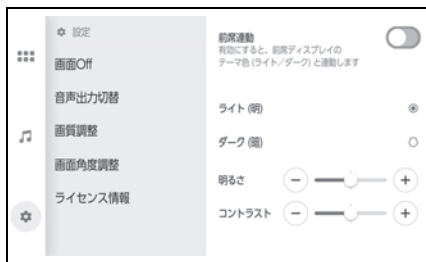 設定
画面Off
音声出力切替
画質調整
画面角度調整
ライセンス情報
前席連動
有効にすると、前席ディスプレイの
テーマ色 (ライト／ダーク) と連動します
ライト (明)
ダーク (暗)
明るさ
コントラスト